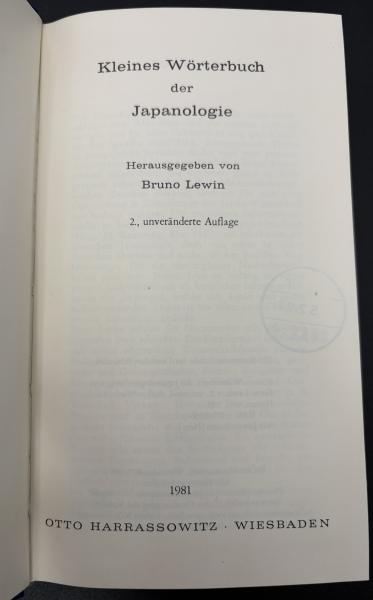 Kleines Wörterbuch
der
Japanologie
Herausgegeben von
Bruno Lewin
2., unveränderte Auflage
1981
OTTO HARRASSOWITZ · WIESBADEN